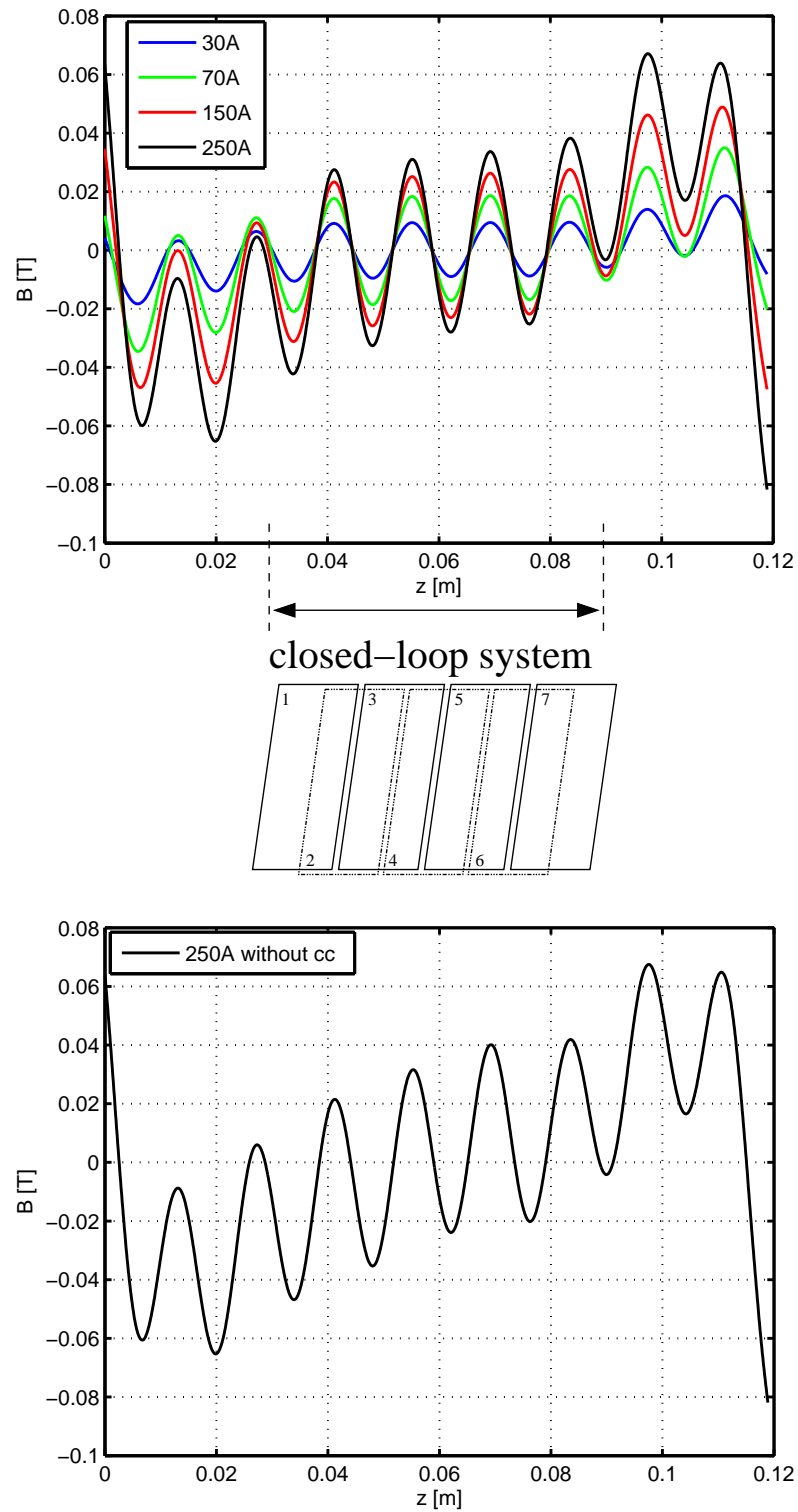 0.08
0.06
0.04
0.02
0
−0.02
−0.04
−0.06
−0.08
−0.1
B [T]
30A
70A
150A
250A
0 0.02 0.04 0.06 0.08 0.1 0.12
z [m]
closed−loop system
1 3 5 7
2 4 6
0.08
0.06
0.04
0.02
0
−0.02
−0.04
−0.06
−0.08
−0.1
B [T]
250A without cc
0 0.02 0.04 0.06 0.08 0.1 0.12
z [m]